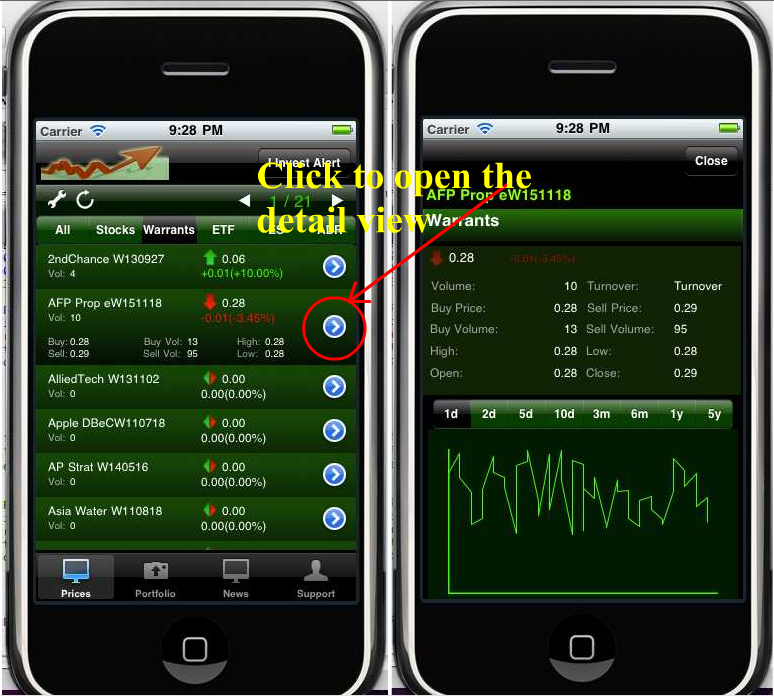 Carrier 9:28 PM
I Invest Alert
Click to open the
detail view
1 / 21
All Stocks Warrants ETF
2ndChance W130927 0.06
Vol: 4 +0.01(+10.00%)
AFP Prop eW151118 0.28
Vol: 10 -0.01(-3.45%)
Buy: 0.28 Buy Vol: 13 High: 0.28
Sell: 0.29 Sell Vol: 95 Low: 0.28
AlliedTech W131102 0.00
Vol: 0 0.00(0.00%)
Apple DBeCW110718 0.00
Vol: 0 0.00(0.00%)
AP Strat W140516 0.00
Vol: 0 0.00(0.00%)
Asia Water W110818 0.00
Vol: 0 0.00(0.00%)
Prices Portfolio News Support
Carrier 9:28 PM
Close
AFP Prop eW151118
Warrants
0.28 -0.01(-3.45%)
Volume: 10 Turnover: Turnover
Buy Price: 0.28 Sell Price: 0.29
Buy Volume: 13 Sell Volume: 95
High: 0.28 Low: 0.28
Open: 0.28 Close: 0.29
1d 2d 5d 10d 3m 6m 1y 5y